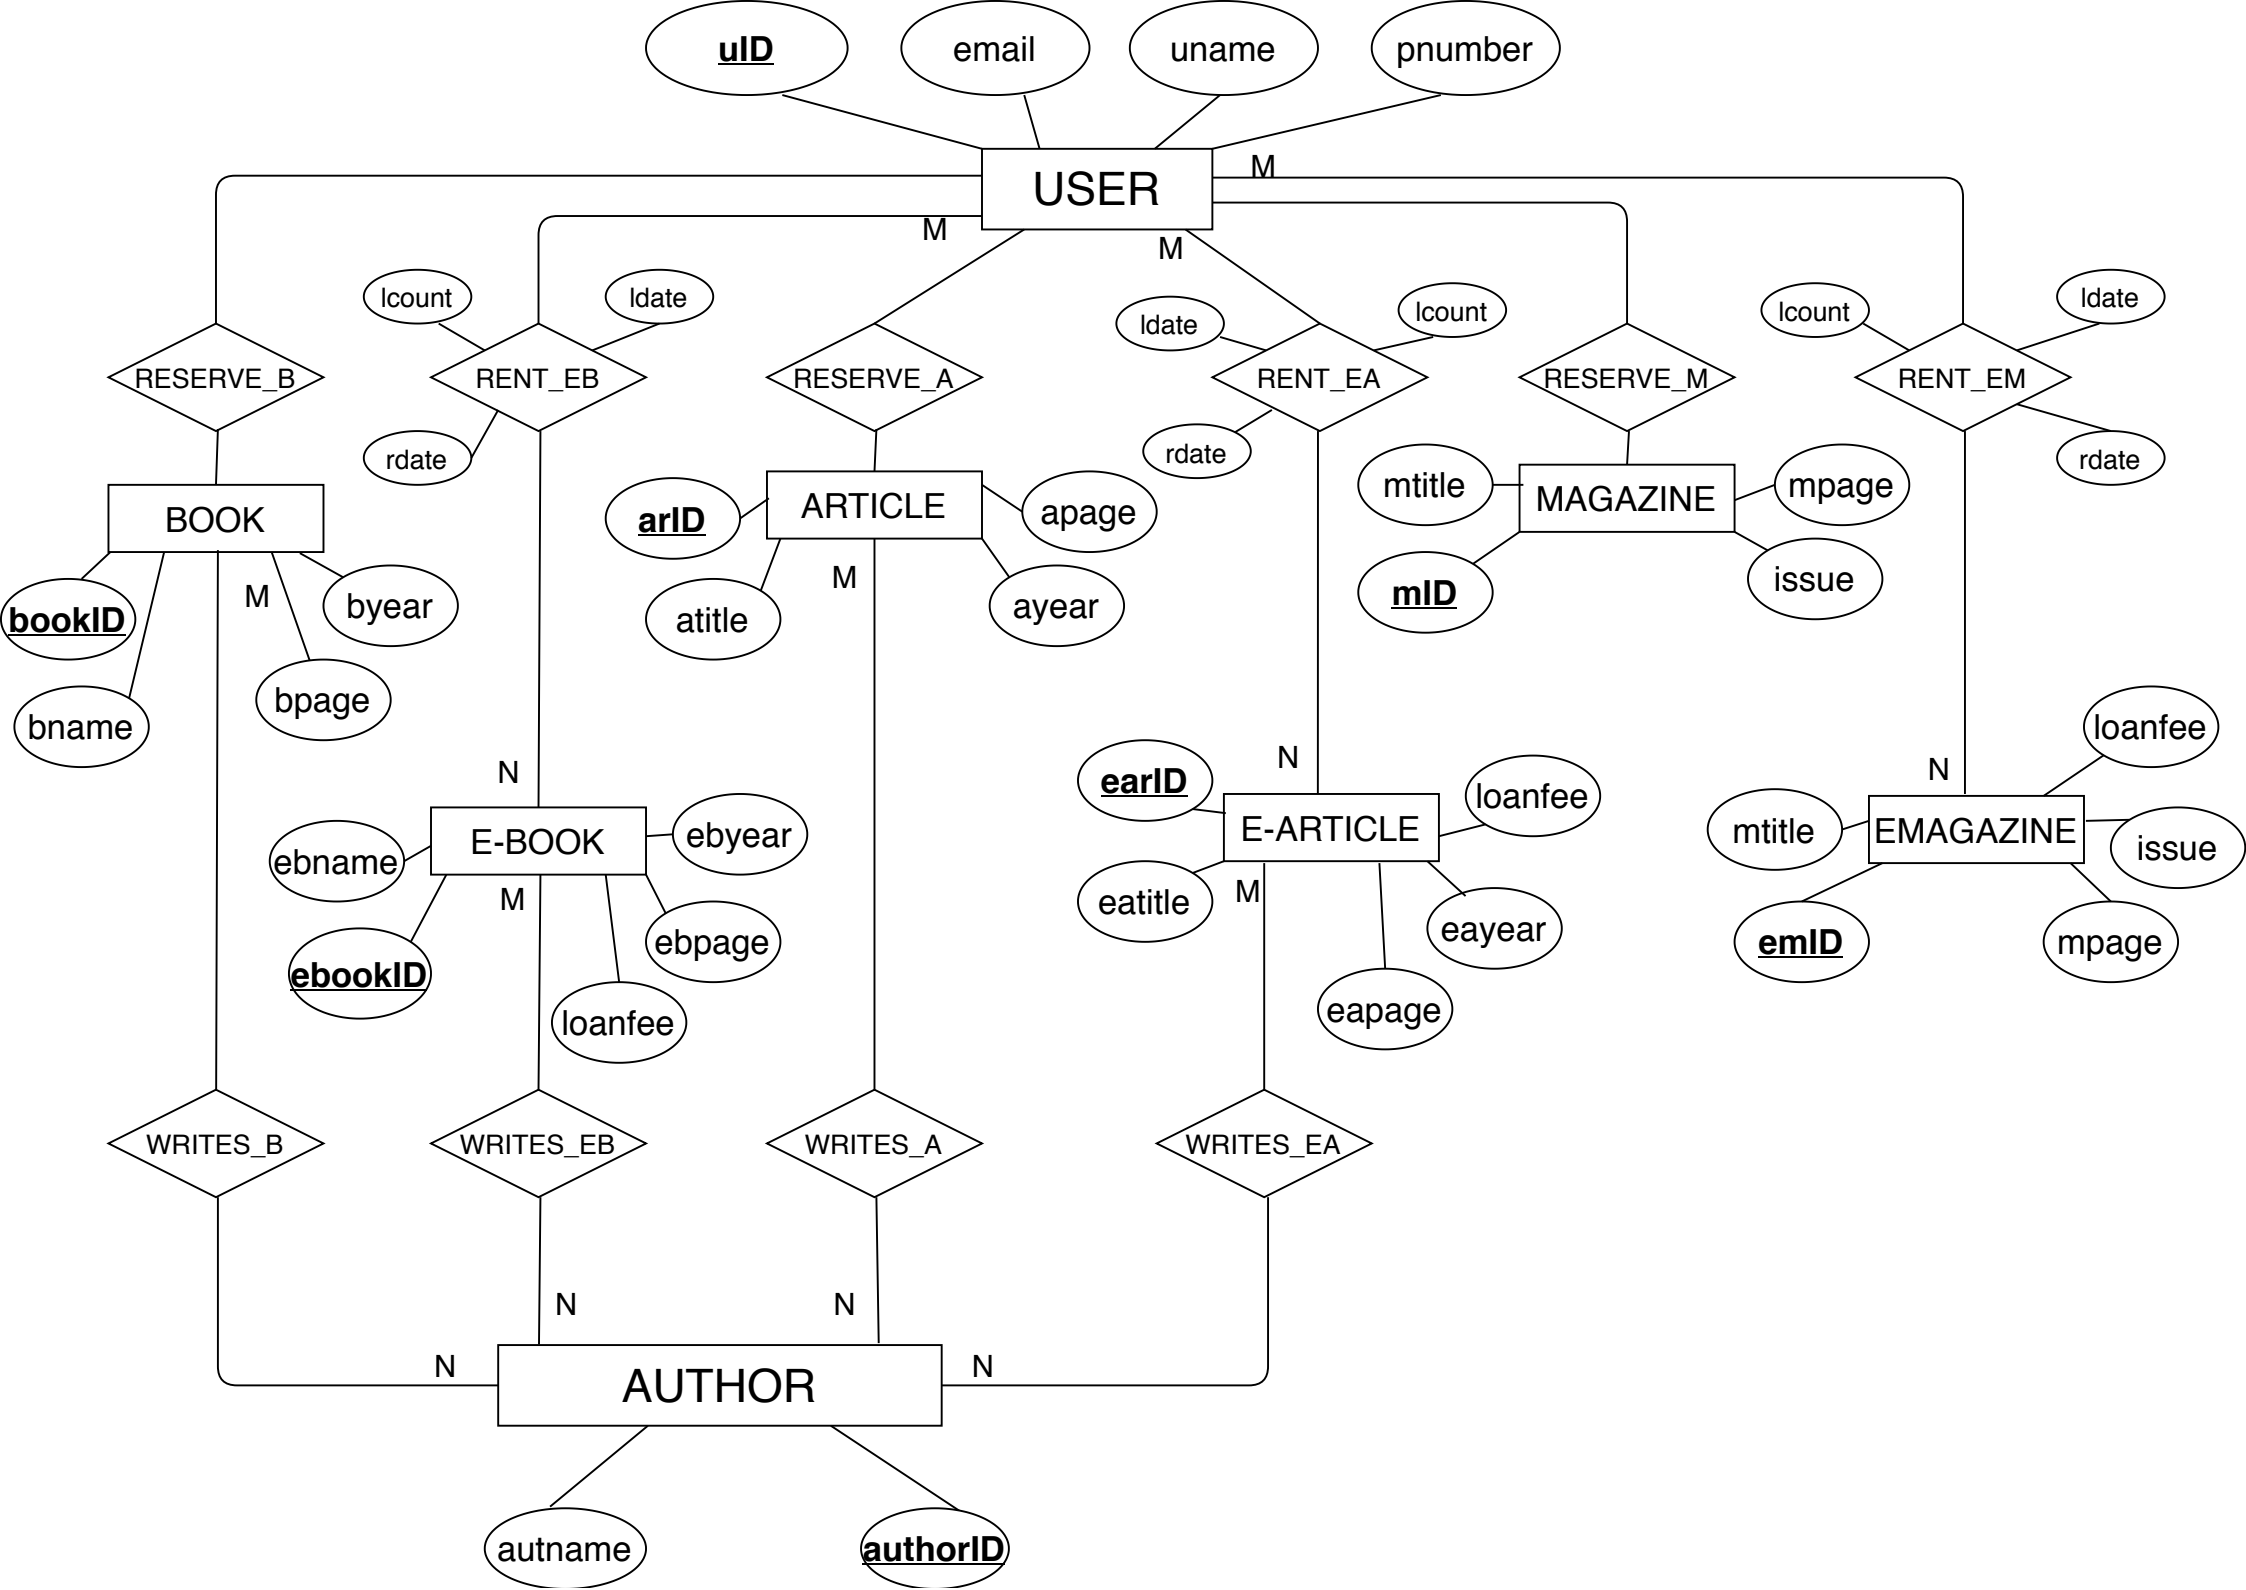 uID
email
uname
pnumber
USER
M
M
M
lcount
ldate
ldate
lcount
lcount
ldate
RESERVE_B
RENT_EB
RESERVE_A
RENT_EA
RESERVE_M
RENT_EM
rdate
rdate
rdate
BOOK
arID
ARTICLE
apage
mtitle
MAGAZINE
mpage
M
byear
M
bookID
atitle
ayear
mID
issue
bname
bpage
N
N
N
loanfee
ebname
E-BOOK
ebyear
earID
E-ARTICLE
loanfee
mtitle
EMAGAZINE
issue
M
M
ebookID
ebpage
eatitle
eayear
emID
mpage
loanfee
eapage
WRITES_B
WRITES_EB
WRITES_A
WRITES_EA
N
N
N
N
AUTHOR
autname
authorID